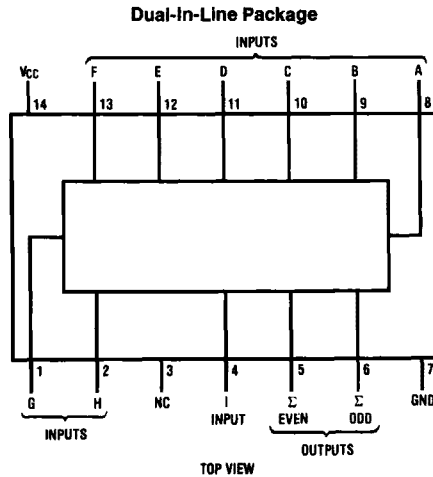 Dual-In-Line Package
INPUTS
VCC F E D C B A
14 13 12 11 10 9 8
1 2 3 4 5 6 7
G H NC I Σ Σ GND
INPUT EVEN ODD
INPUTS OUTPUTS
TOP VIEW